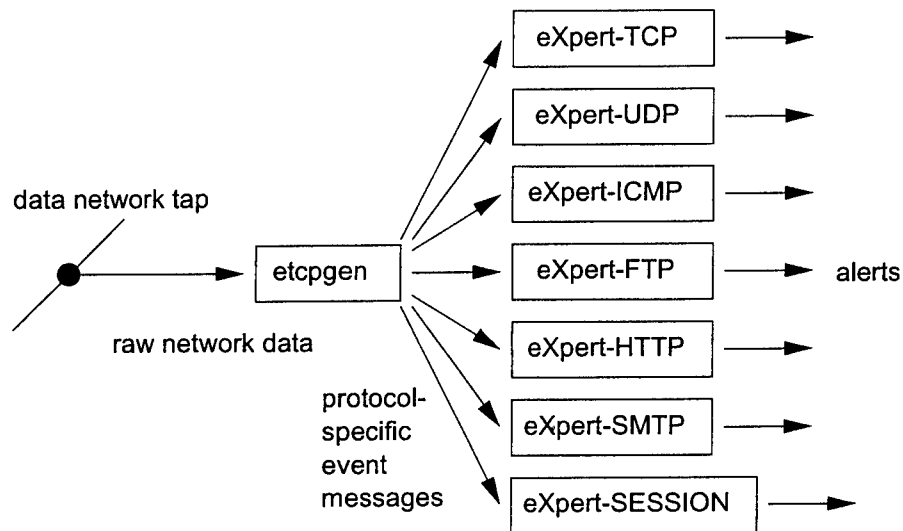 eXpert-TCP
eXpert-UDP
eXpert-ICMP
data network tap
etcpgen
eXpert-FTP
alerts
raw network data
eXpert-HTTP
protocol-
specific
event
messages
eXpert-SMTP
eXpert-SESSION